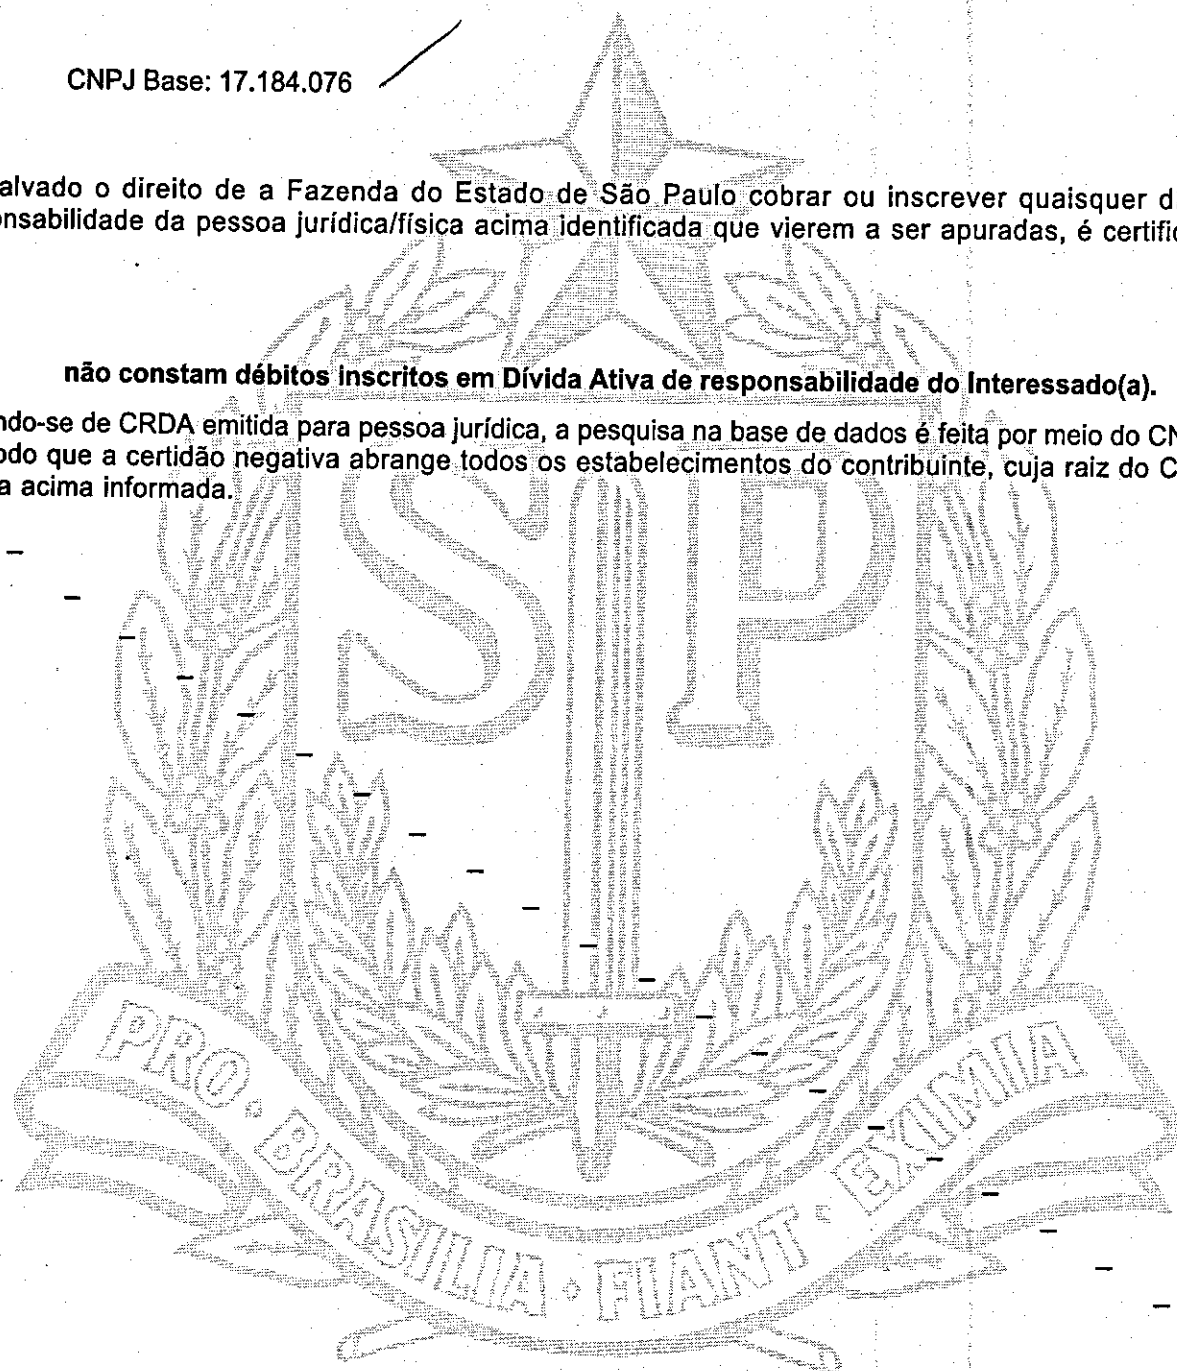 CNPJ Base: 17.184.076
alvado o direito de a Fazenda do Estado de São Paulo cobrar ou inscrever quaisquer d
onsabilidade da pessoa jurídica/física acima identificada que vierem a ser apuradas, é certific
não constam débitos inscritos em Dívida Ativa de responsabilidade do Interessado(a).
ndo-se de CRDA emitida para pessoa jurídica, a pesquisa na base de dados é feita por meio do CN
odo que a certidão negativa abrange todos os estabelecimentos do contribuinte, cuja raiz do C
a acima informada.
SP
PRO · BRASILIA · FIANT · EXIMIA